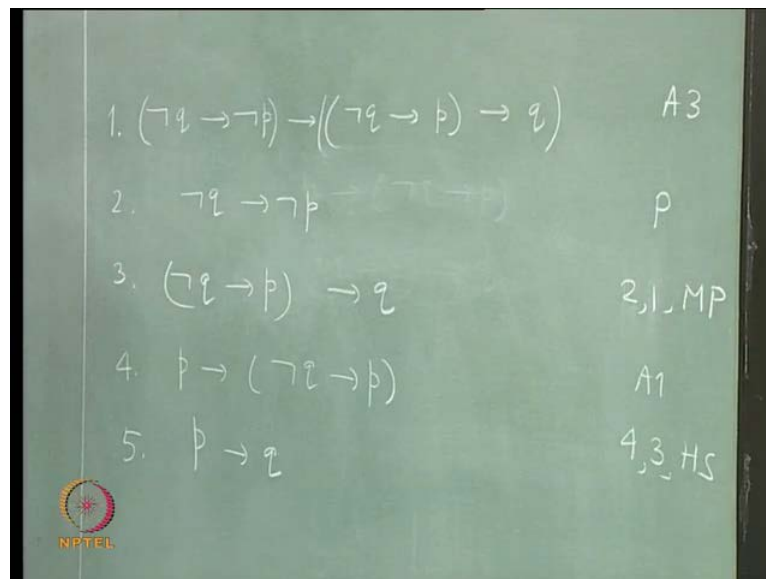 1. (¬q → ¬p) → ((¬q → p) → q) A3
2. ¬q → ¬p P
3. (¬q → p) → q 2,1, MP
4. p → (¬q → p) A1
5. p → q 4,3, HS
NPTEL